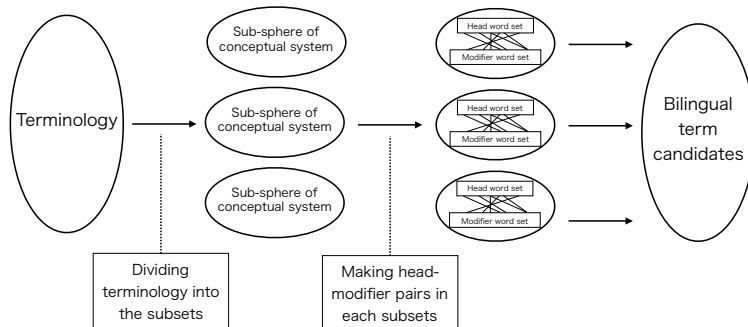 Terminology
Sub-sphere of
conceptual system
Sub-sphere of
conceptual system
Sub-sphere of
conceptual system
Head word set
Modifier word set
Head word set
Modifier word set
Head word set
Modifier word set
Bilingual
term
candidates
Dividing
terminology into
the subsets
Making head-
modifier pairs in
each subsets